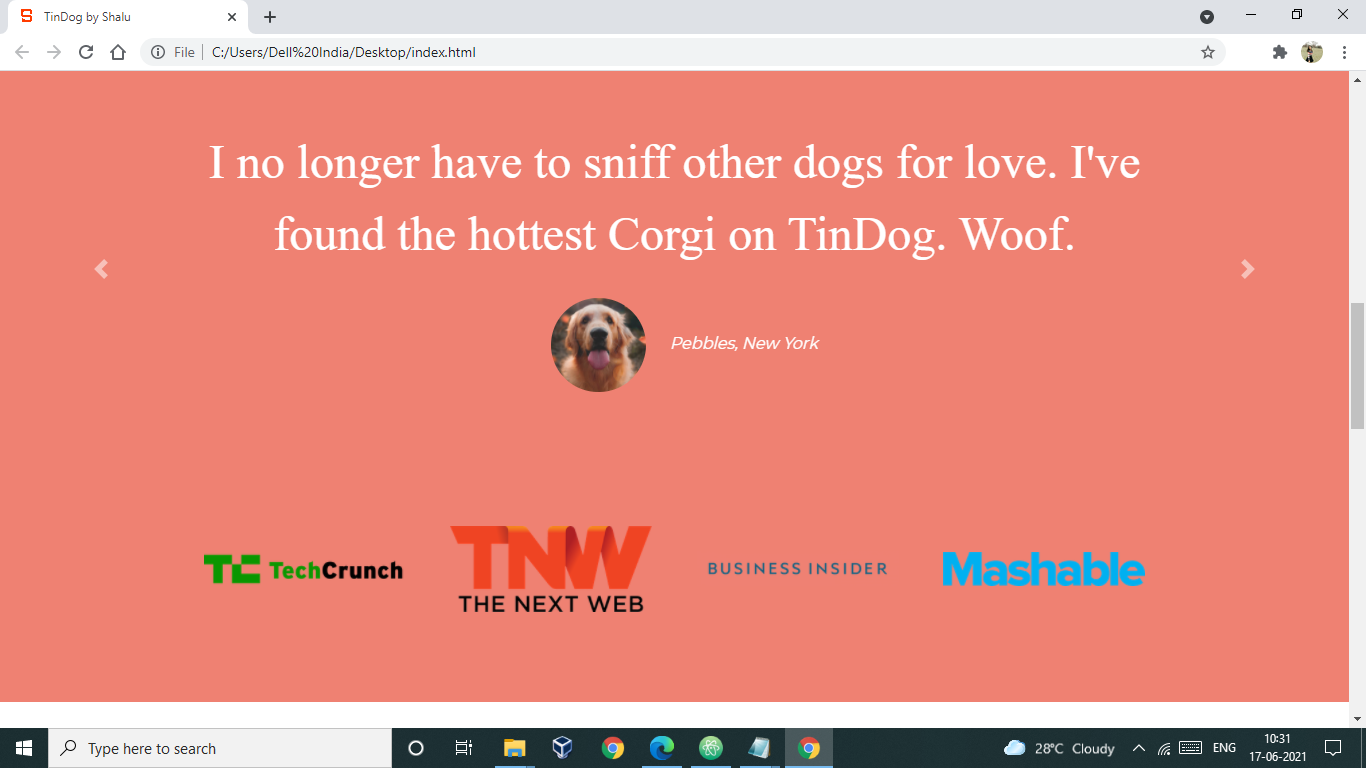 TinDog by Shalu
File
C:/Users/Dell%20India/Desktop/index.html
I no longer have to sniff other dogs for love. I've
found the hottest Corgi on TinDog. Woof.
Pebbles, New York
TC TechCrunch
TNW
THE NEXT WEB
BUSINESS INSIDER
Mashable
Type here to search
28°C Cloudy
ENG
10:31
17-06-2021